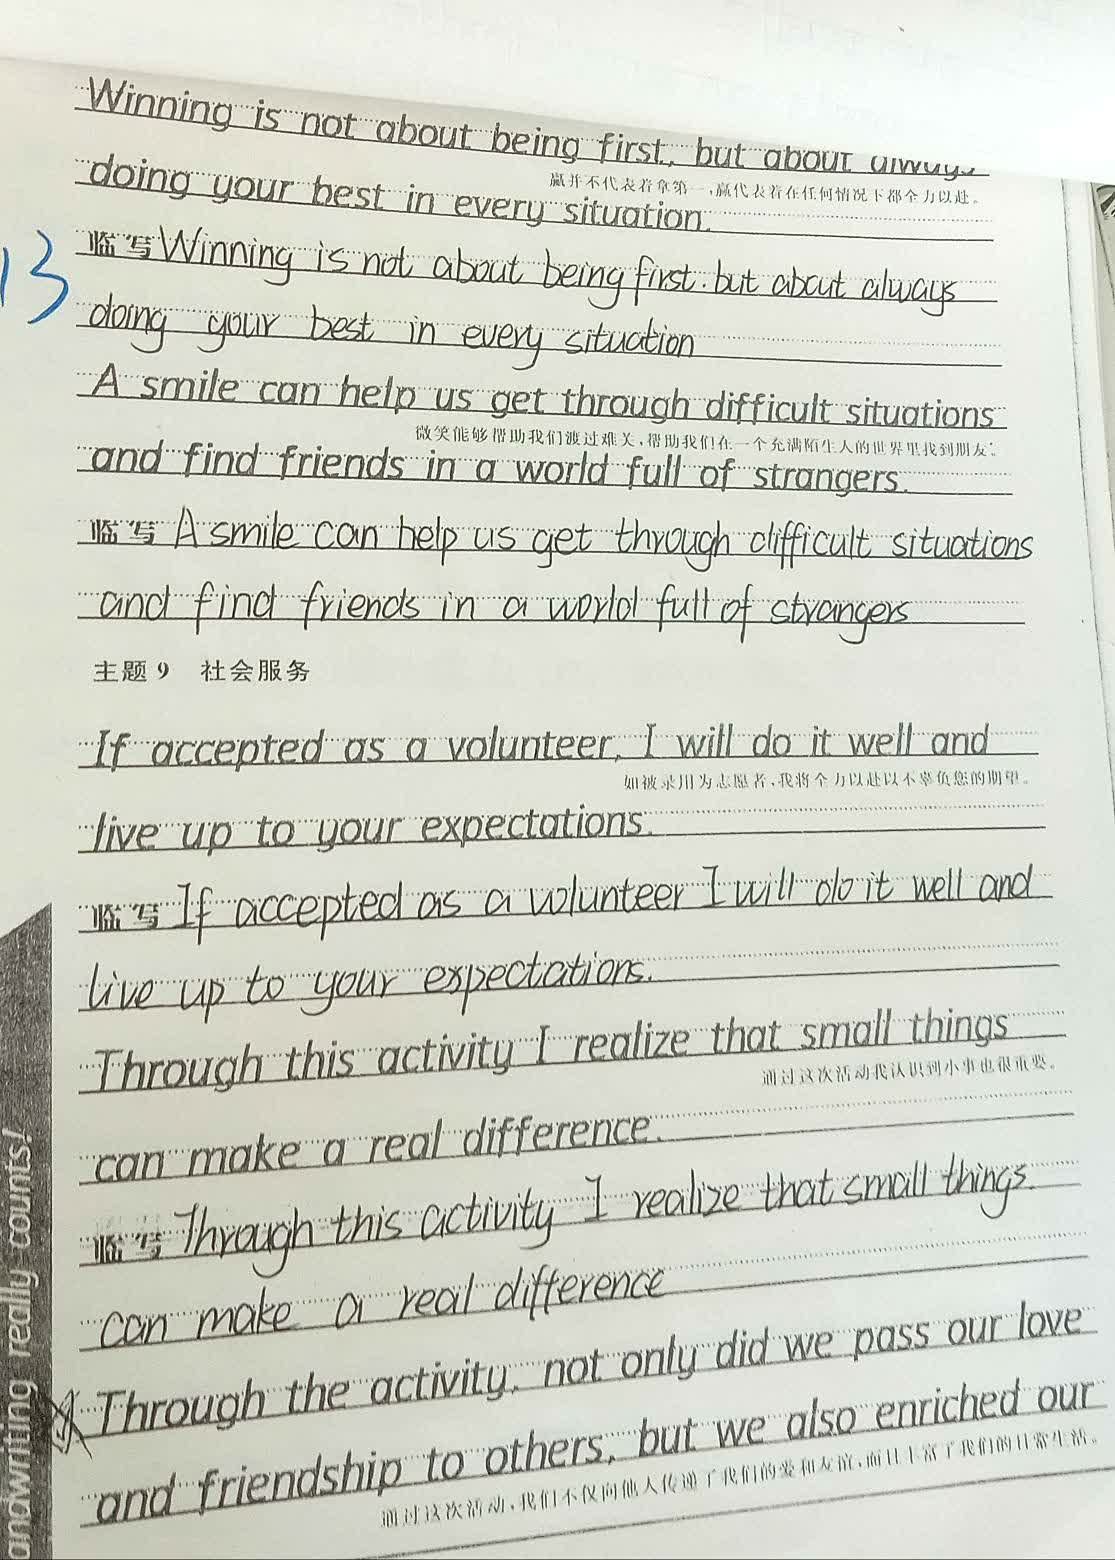 Winning is not about being first, but about always
赢并不代表着拿第一，赢代表着在任何情况下都全力以赴。
doing your best in every situation.
临写 Winning is not about being first. but about always
13
doing your best in every situation
A smile can help us get through difficult situations
微笑能够帮助我们渡过难关，帮助我们在一个充满陌生人的世界里找到朋友。
and find friends in a world full of strangers.
临写 A smile can help us get through difficult situations
and find friends in a world full of strangers
主题 9 社会服务
If accepted as a volunteer, I will do it well and
如被录用为志愿者，我将全力以赴以不辜负您的期望。
live up to your expectations.
临写 If accepted as a volunteer I will do it well and
live up to your expectations.
Through this activity I realize that small things
通过这次活动我认识到小事也很重要。
can make a real difference.
临写 Through this activity I realize that small things.
can make a real difference
Through the activity, not only did we pass our love
and friendship to others, but we also enriched our
通过这次活动，我们不仅向他人传递了我们的爱和友谊，而且丰富了我们的日常生活。
really counts!